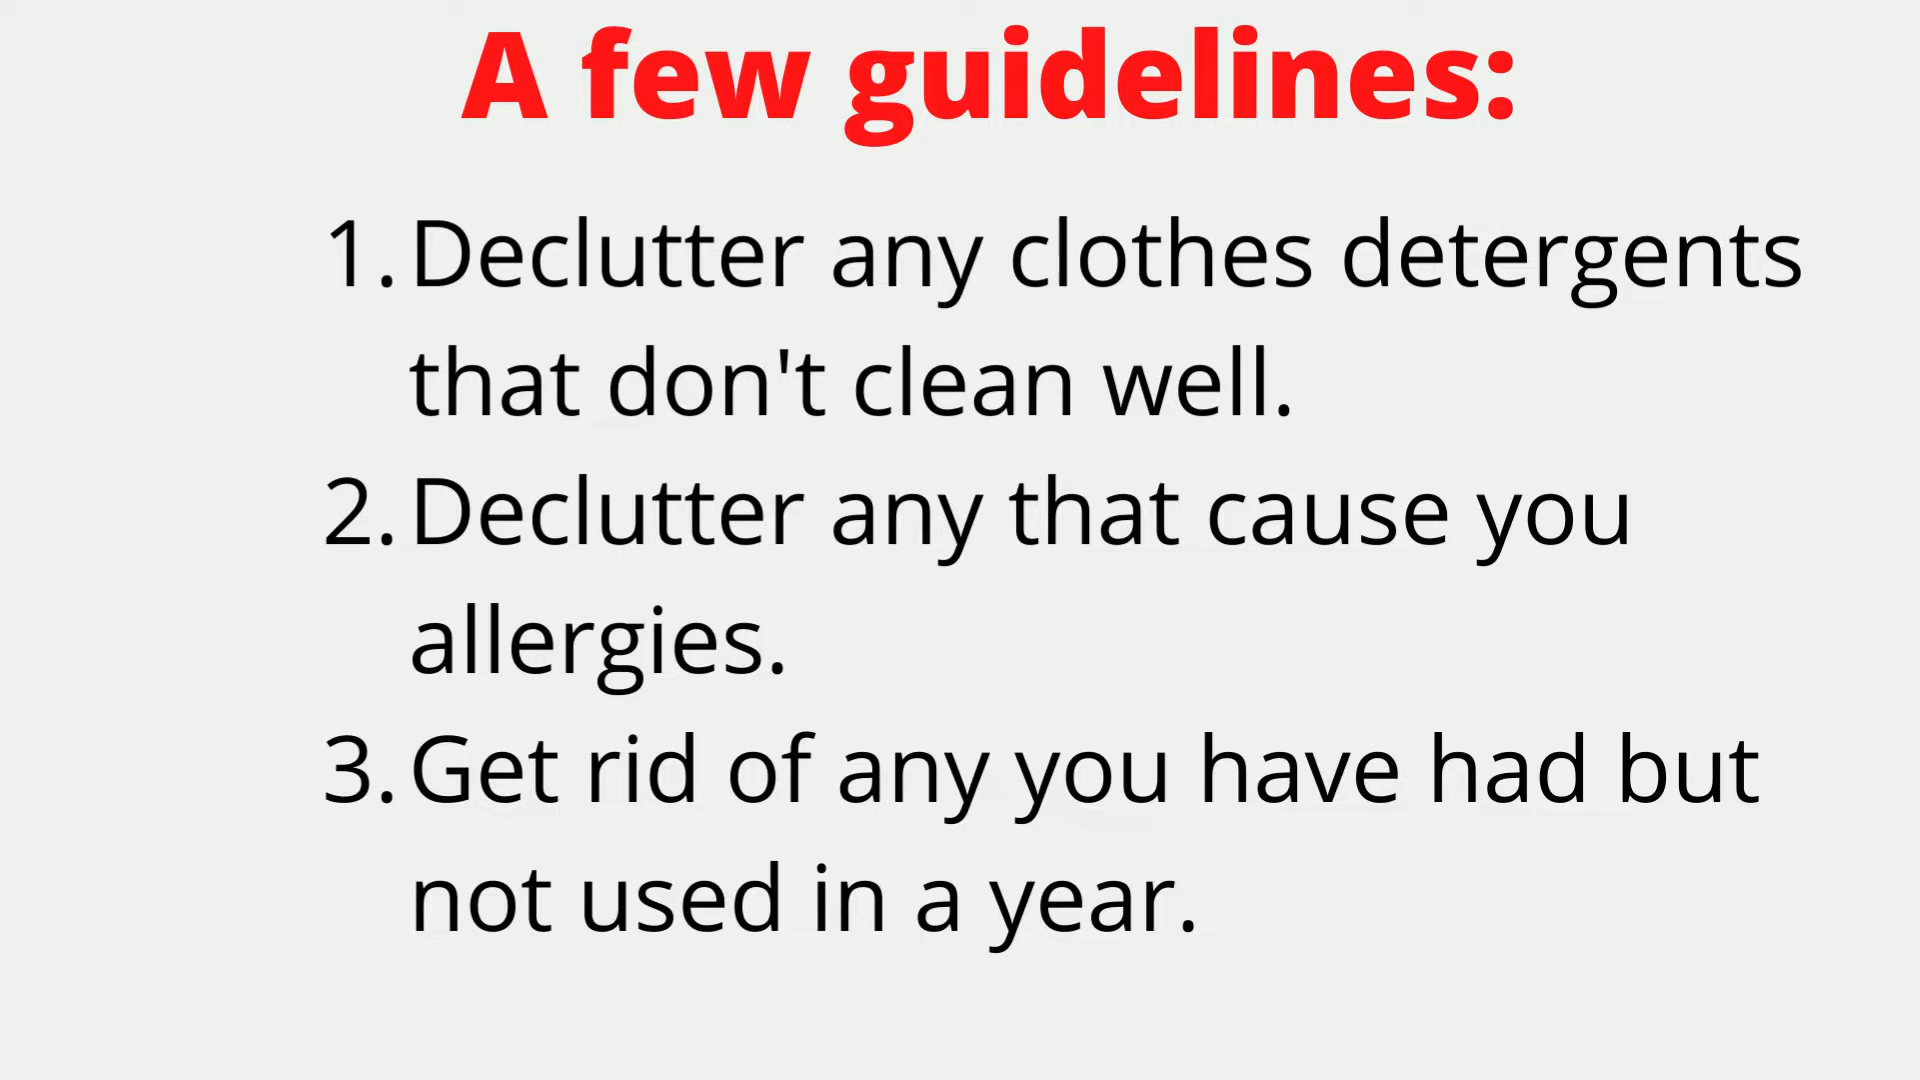 A few guidelines:
1. Declutter any clothes detergents
that don't clean well.
2. Declutter any that cause you
allergies.
3. Get rid of any you have had but
not used in a year.